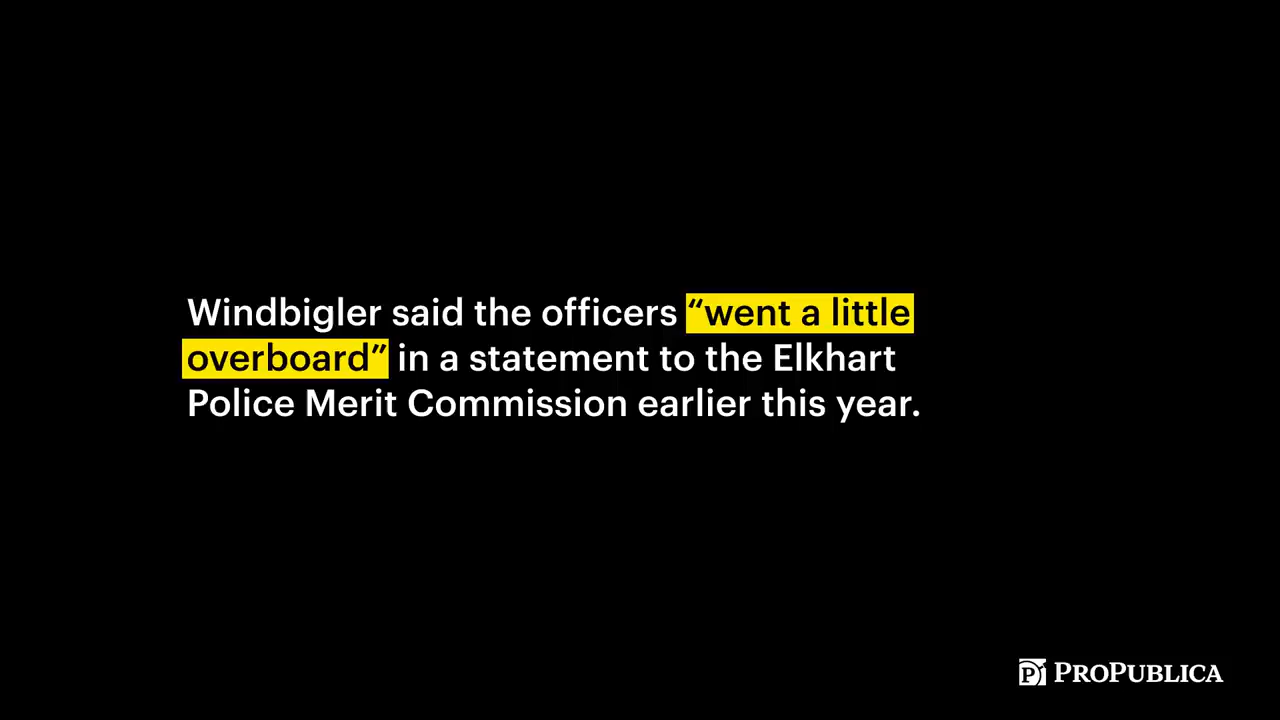 Windbigler said the officers “went a little
overboard” in a statement to the Elkhart
Police Merit Commission earlier this year.
PROPUBLICA